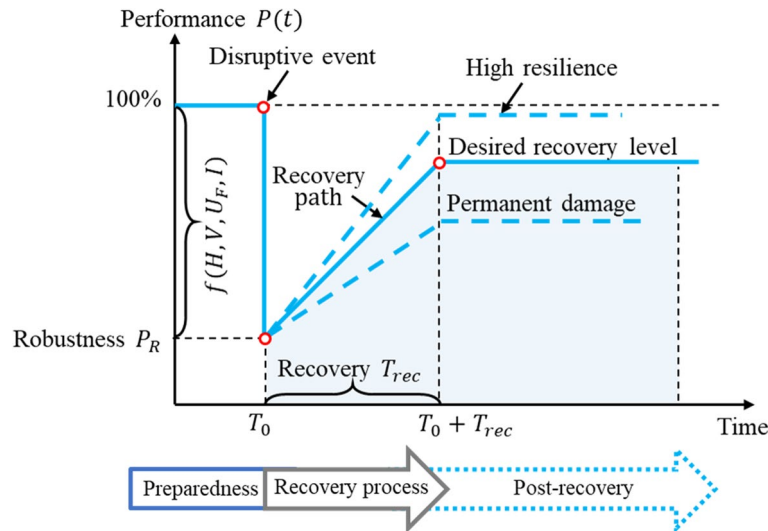 Performance P(t)
Disruptive event
High resilience
100%
Desired recovery level
Recovery
path
f(H, V, U_F, I)
Permanent damage
Robustness P_R
Recovery T_rec
T_0
T_0 + T_rec
Time
Preparedness
Recovery process
Post-recovery